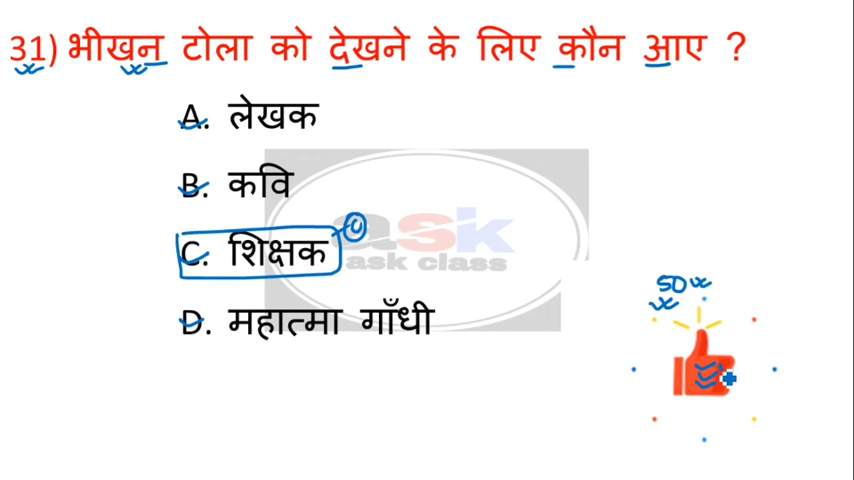 31) भीखन टोला को देखने के लिए कौन आए ?
A. लेखक
B. कवि
C. शिक्षक
D. महात्मा गाँधी
ask
ask class
50